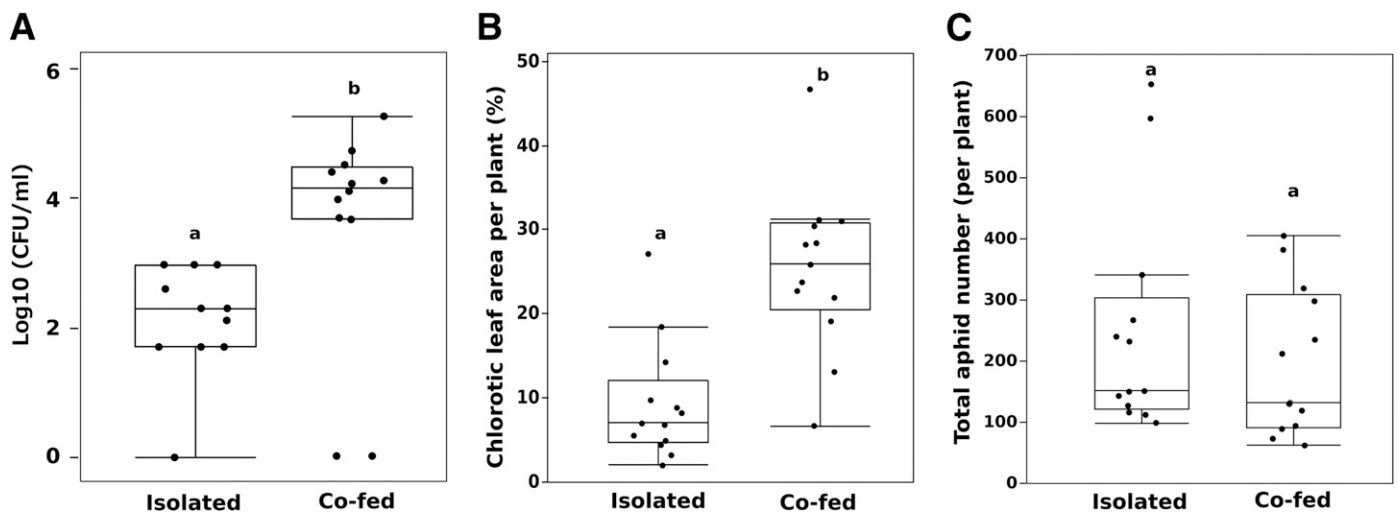 A
Log10 (CFU/ml)
6
4
2
0
a
b
Isolated
Co-fed
B
Chlorotic leaf area per plant (%)
50
40
30
20
10
0
a
b
Isolated
Co-fed
C
Total aphid number (per plant)
700
600
500
400
300
200
100
0
a
a
Isolated
Co-fed